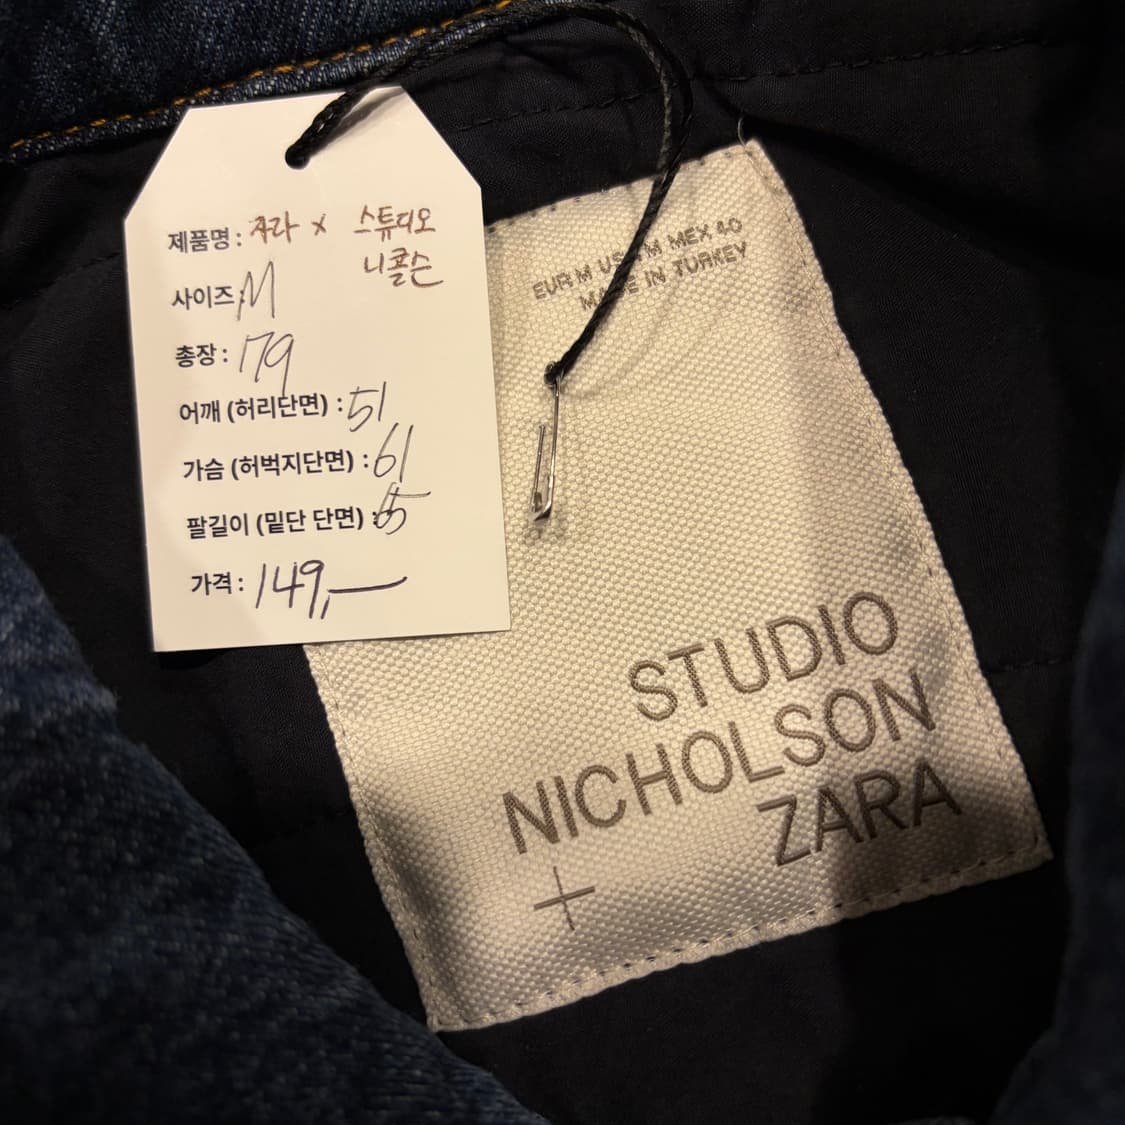 제품명: 자라 x 스튜디오
니콜슨
사이즈: M
총장: 179
어깨 (허리단면) : 51
가슴 (허벅지단면) : 61
팔길이 (밑단 단면) : 65
가격: 149,—
EUR M US M MEX 40
MADE IN TURKEY
STUDIO
NICHOLSON
ZARA
+